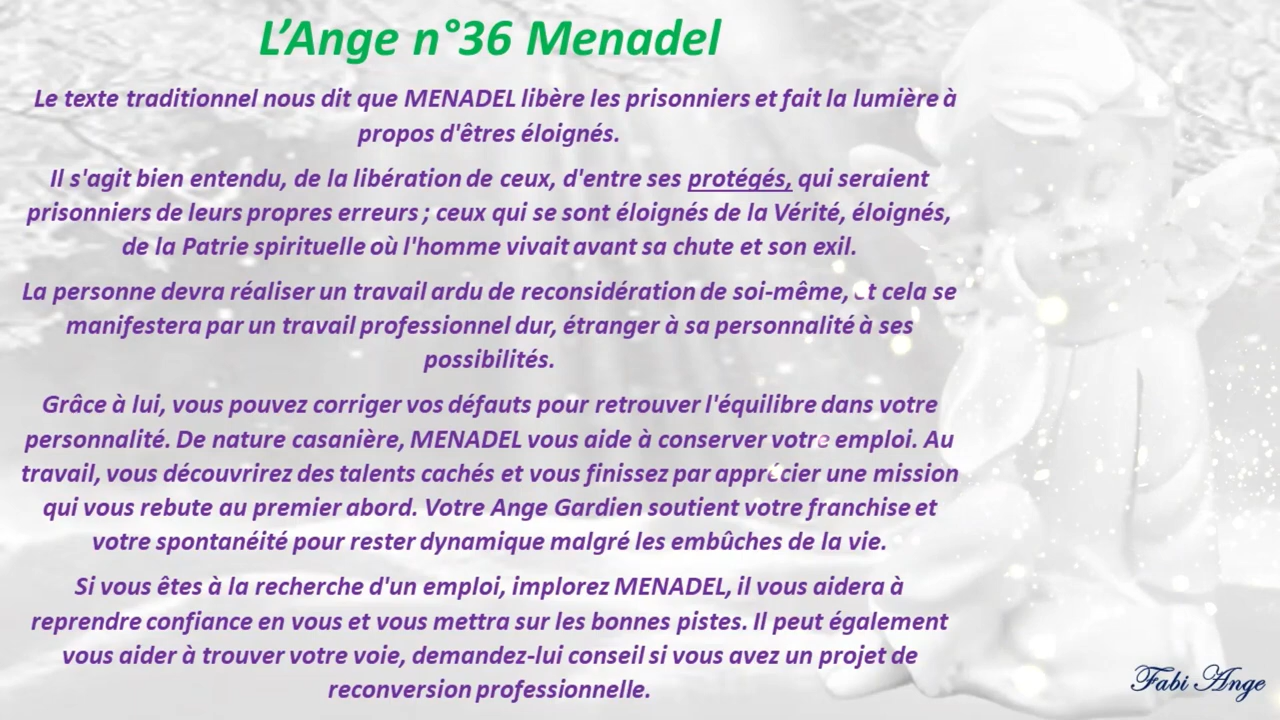 L’Ange n°36 Menadel
Le texte traditionnel nous dit que MENADEL libère les prisonniers et fait la lumière à
propos d'êtres éloignés.
Il s'agit bien entendu, de la libération de ceux, d'entre ses protégés, qui seraient
prisonniers de leurs propres erreurs ; ceux qui se sont éloignés de la Vérité, éloignés,
de la Patrie spirituelle où l'homme vivait avant sa chute et son exil.
La personne devra réaliser un travail ardu de reconsidération de soi-même, et cela se
manifestera par un travail professionnel dur, étranger à sa personnalité à ses
possibilités.
Grâce à lui, vous pouvez corriger vos défauts pour retrouver l'équilibre dans votre
personnalité. De nature casanière, MENADEL vous aide à conserver votre emploi. Au
travail, vous découvrirez des talents cachés et vous finissez par apprécier une mission
qui vous rebute au premier abord. Votre Ange Gardien soutient votre franchise et
votre spontanéité pour rester dynamique malgré les embûches de la vie.
Si vous êtes à la recherche d'un emploi, implorez MENADEL, il vous aidera à
reprendre confiance en vous et vous mettra sur les bonnes pistes. Il peut également
vous aider à trouver votre voie, demandez-lui conseil si vous avez un projet de
reconversion professionnelle.
Fabi Ange